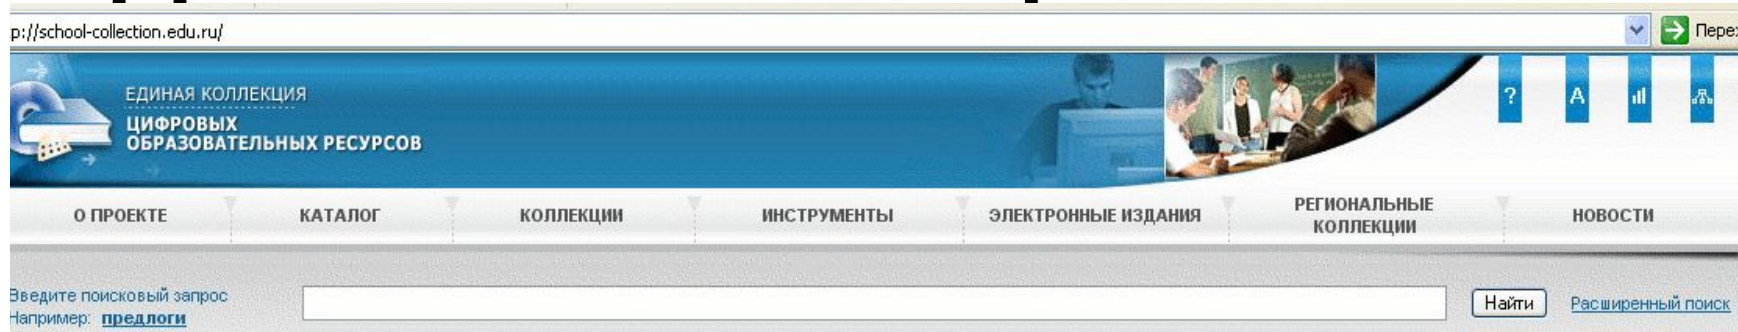 p://school-collection.edu.ru/
ЕДИНАЯ КОЛЛЕКЦИЯ
ЦИФРОВЫХ
ОБРАЗОВАТЕЛЬНЫХ РЕСУРСОВ
? A
О ПРОЕКТЕ КАТАЛОГ КОЛЛЕКЦИИ ИНСТРУМЕНТЫ ЭЛЕКТРОННЫЕ ИЗДАНИЯ РЕГИОНАЛЬНЫЕ КОЛЛЕКЦИИ НОВОСТИ
Введите поисковый запрос
Например: предлоги
Найти Расширенный поиск